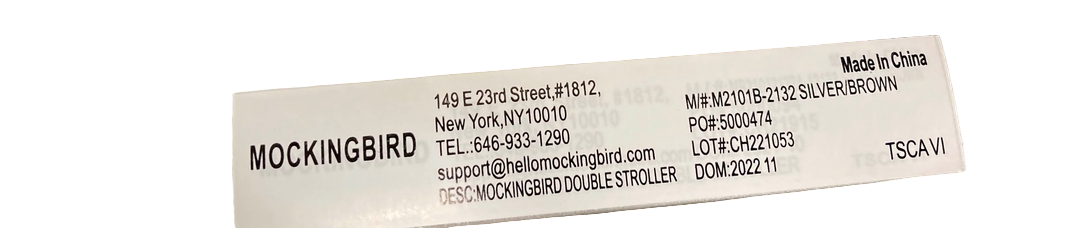 MOCKINGBIRD
149 E 23rd Street,#1812,
New York,NY10010
TEL.:646-933-1290
support@hellomockingbird.com
DESC:MOCKINGBIRD DOUBLE STROLLER
Made In China
M/#:M2101B-2132 SILVER/BROWN
PO#:5000474
LOT#:CH221053
DOM:2022 11
TSCA VI